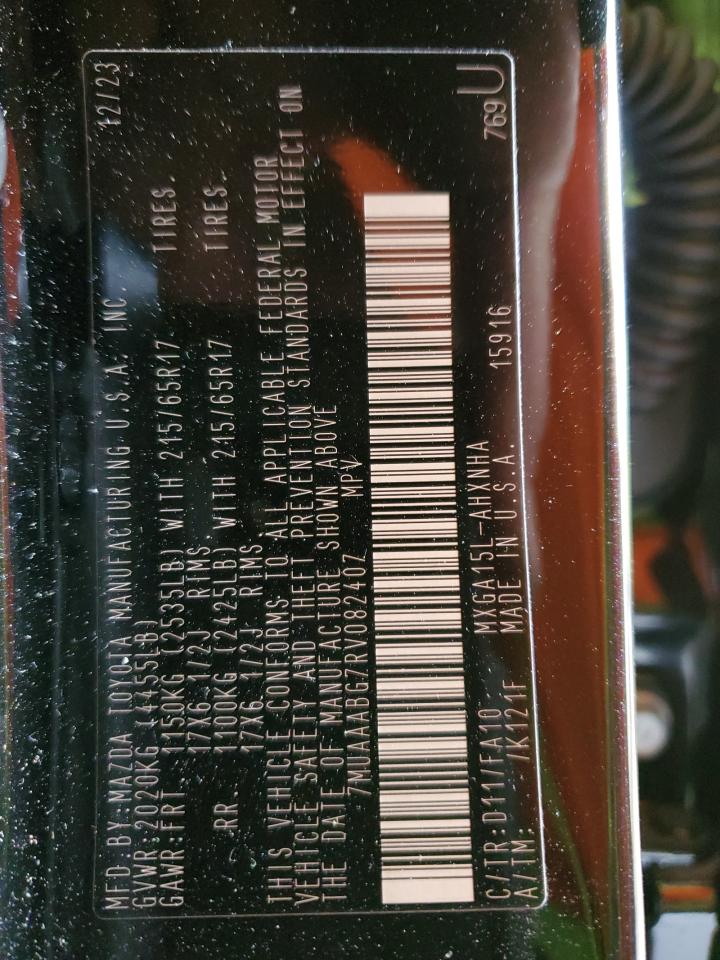 MFD.BY MAZDA TOYOTA MANUFACTURING U.S.A. INC. 12/23
GVWR:2020KG (4455LB)
GAWR:FRT. 1150KG (2535LB) WITH 215/65R17 TIRES.
17X6 1/2J RIMS,
RR. 1100KG (2425LB) WITH 215/65R17 TIRES.
17X6 1/2J RIMS
THIS VEHICLE CONFORMS TO ALL APPLICABLE FEDERAL MOTOR
VEHICLE SAFETY AND THEFT PREVENTION STANDARDS IN EFFECT ON
THE DATE OF MANUFACTURE SHOWN ABOVE
7MUAAABG7RV082407 MPV
C/TR:D11/FA10 MXGA15L-AHXNHA 769U
A/TM: /K121F MADE IN U.S.A. 15916